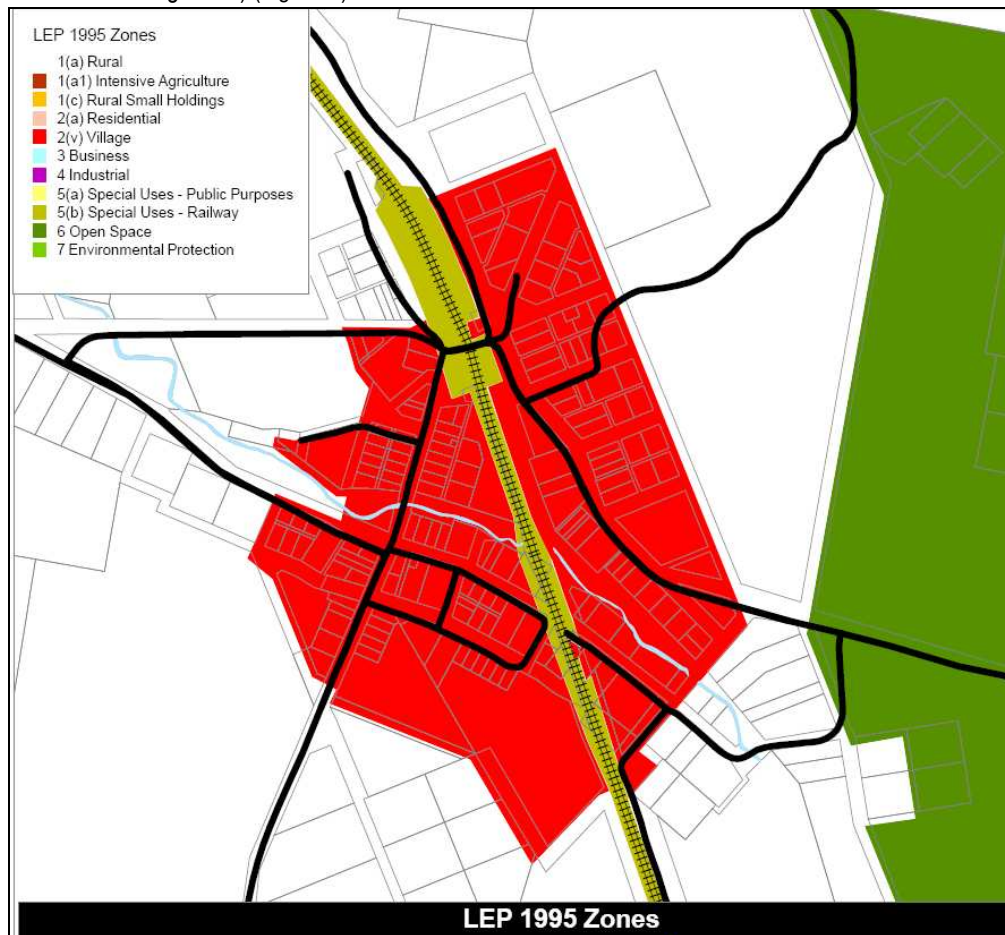 LEP 1995 Zones
1(a) Rural
1(a1) Intensive Agriculture
1(c) Rural Small Holdings
2(a) Residential
2(v) Village
3 Business
4 Industrial
5(a) Special Uses - Public Purposes
5(b) Special Uses - Railway
6 Open Space
7 Environmental Protection
LEP 1995 Zones